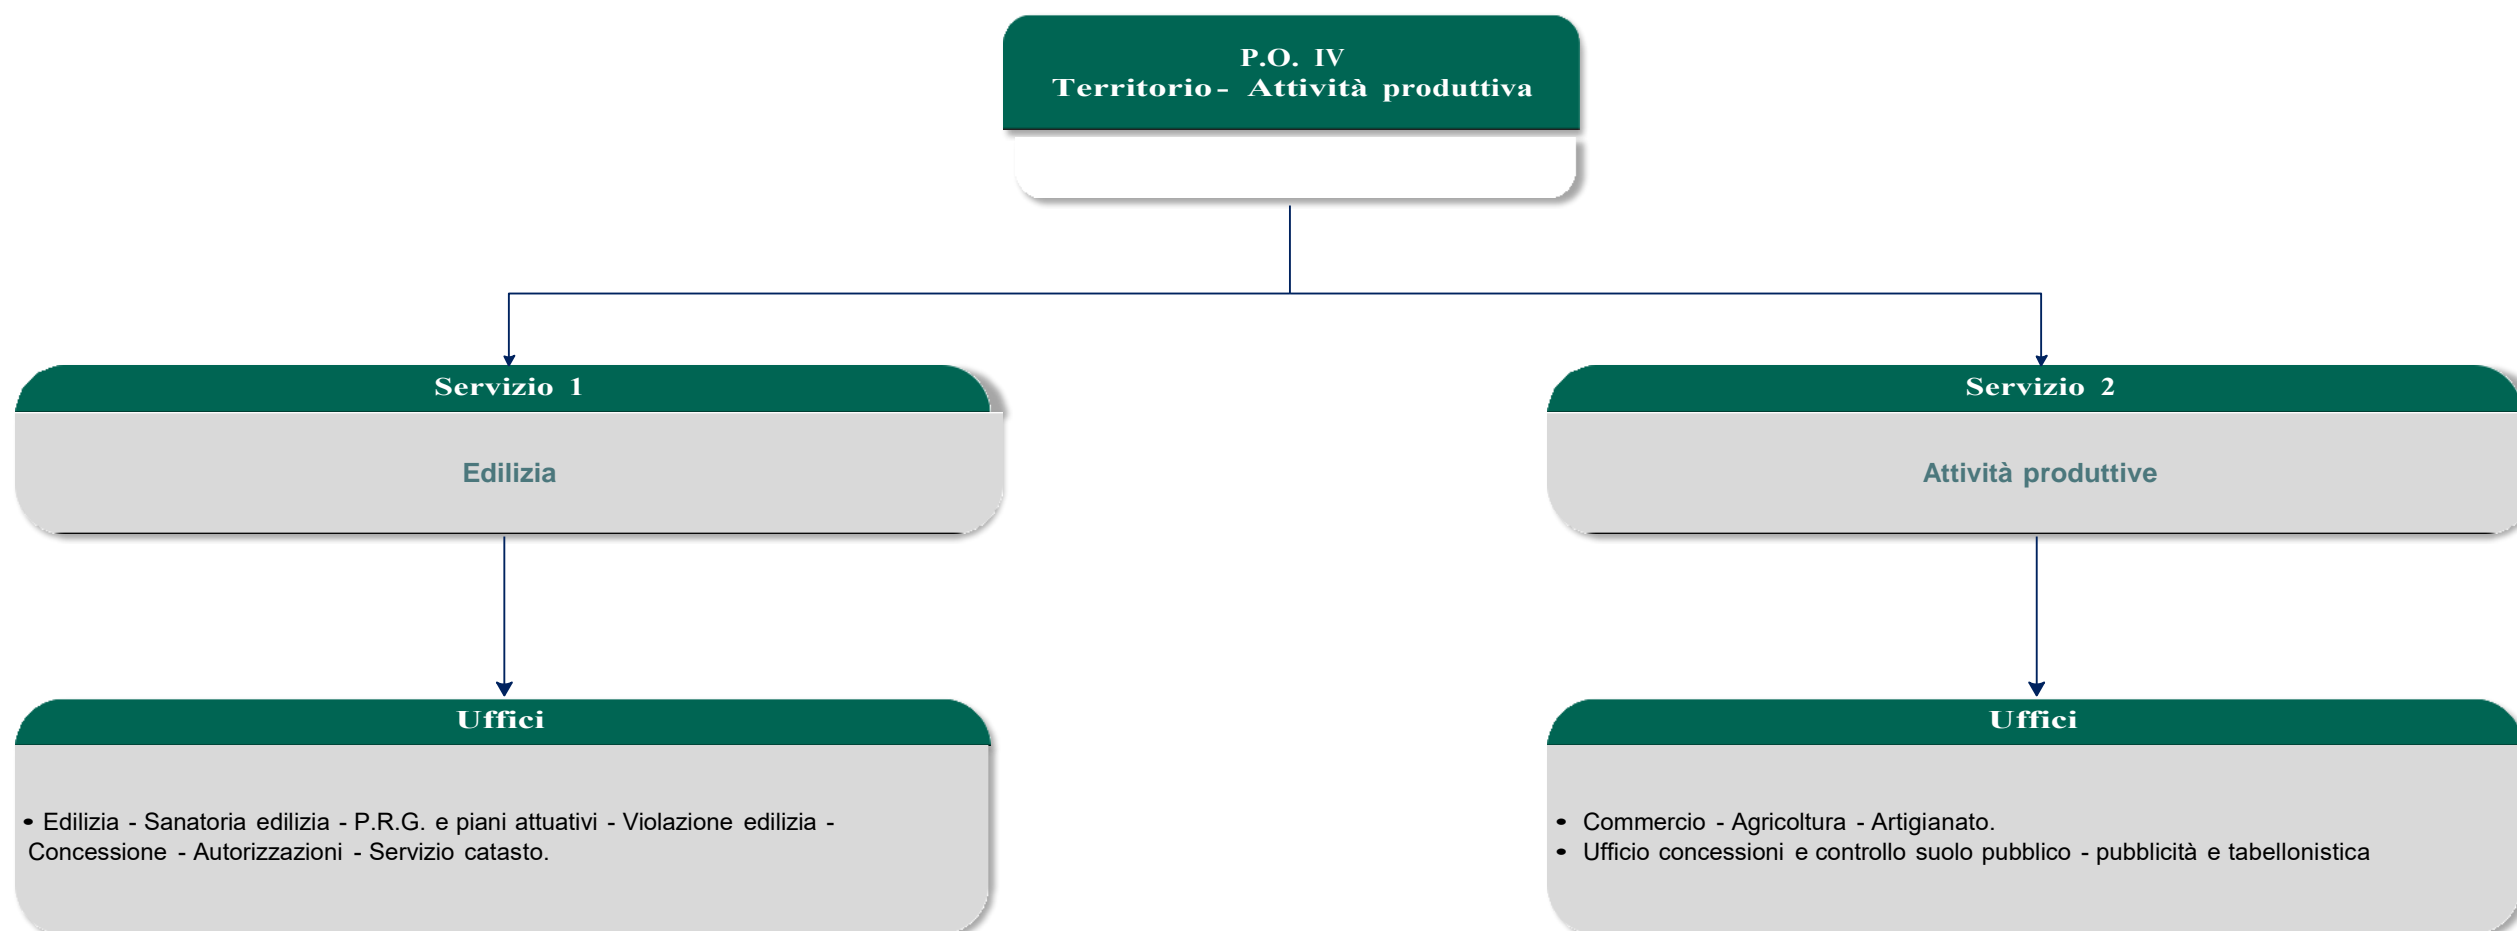 P.O. IV
Territorio- Attività produttiva
Servizio 1
Edilizia
Servizio 2
Attività produttive
Uffici
• Edilizia - Sanatoria edilizia - P.R.G. e piani attuativi - Violazione edilizia -
Concessione - Autorizzazioni - Servizio catasto.
Uffici
• Commercio - Agricoltura - Artigianato.
• Ufficio concessioni e controllo suolo pubblico - pubblicità e tabellonistica